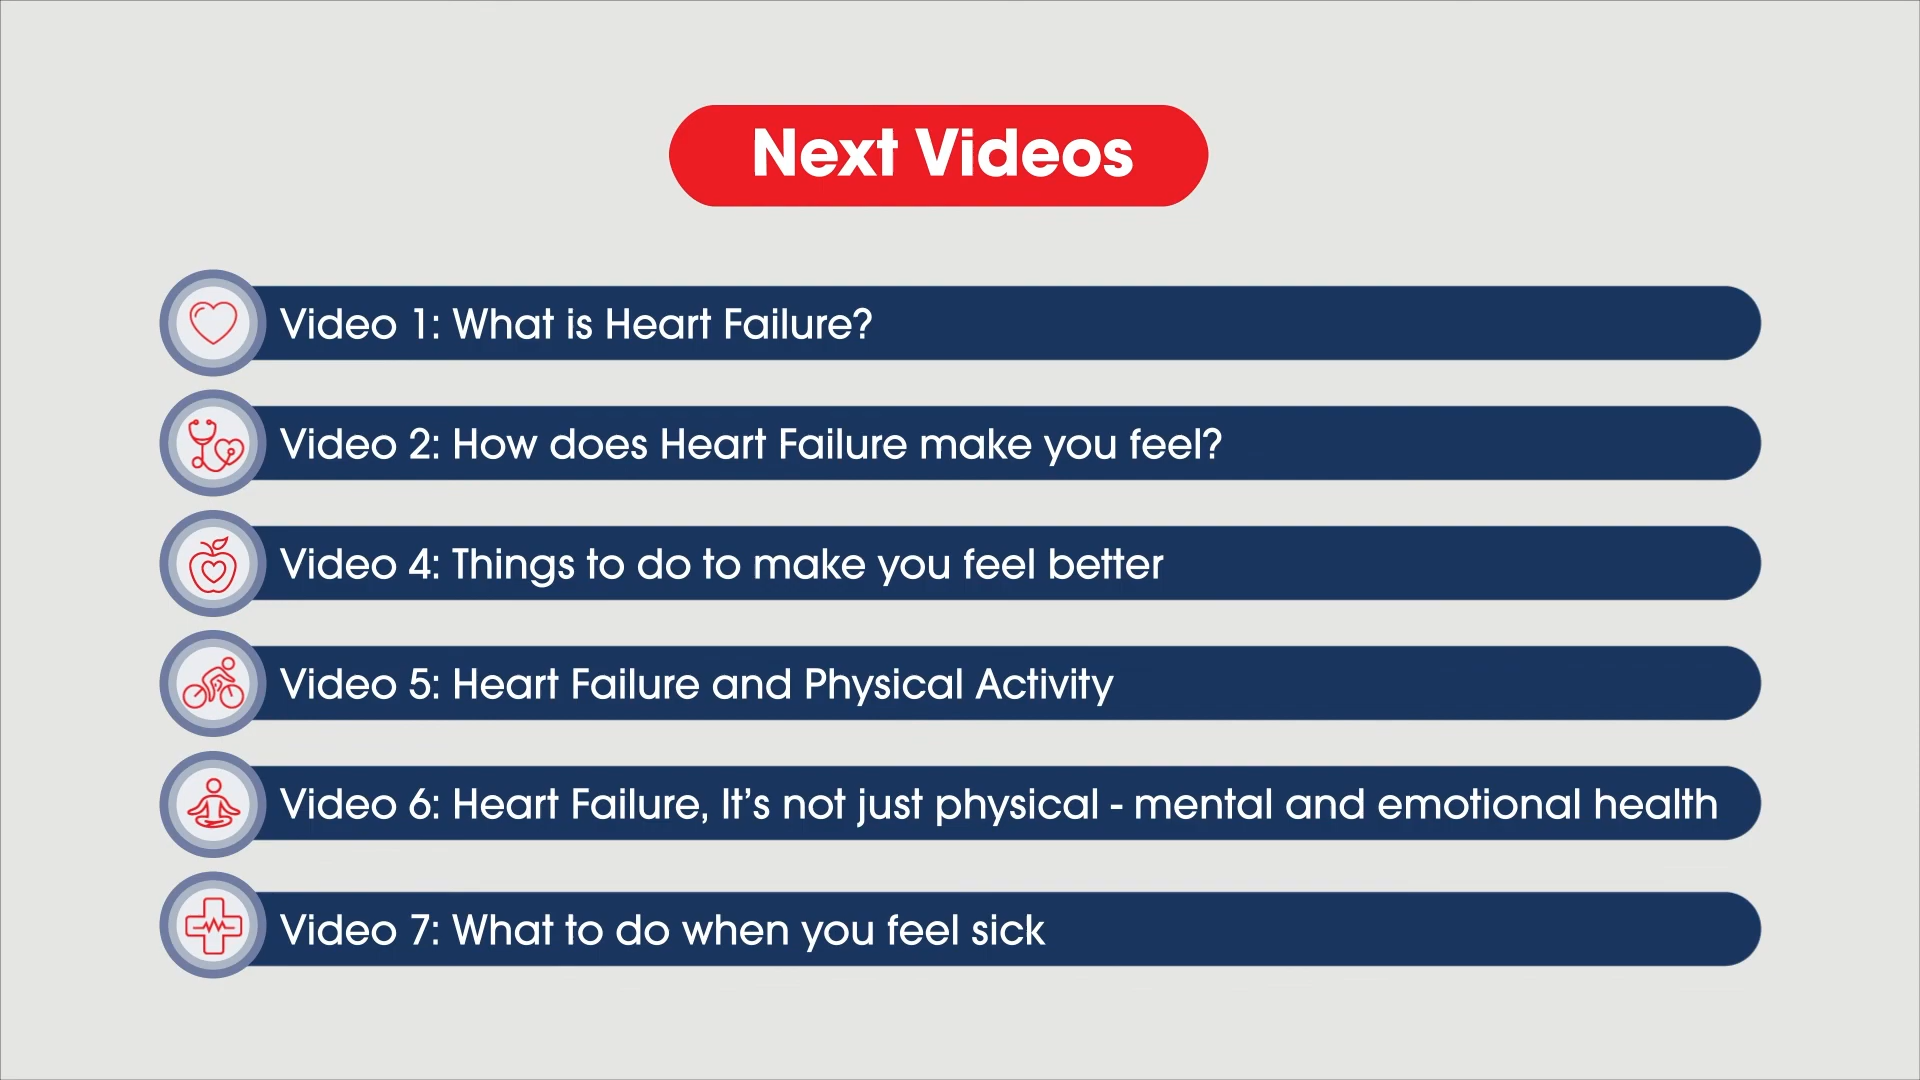 Next Videos
Video 1: What is Heart Failure?
Video 2: How does Heart Failure make you feel?
Video 4: Things to do to make you feel better
Video 5: Heart Failure and Physical Activity
Video 6: Heart Failure, It’s not just physical - mental and emotional health
Video 7: What to do when you feel sick